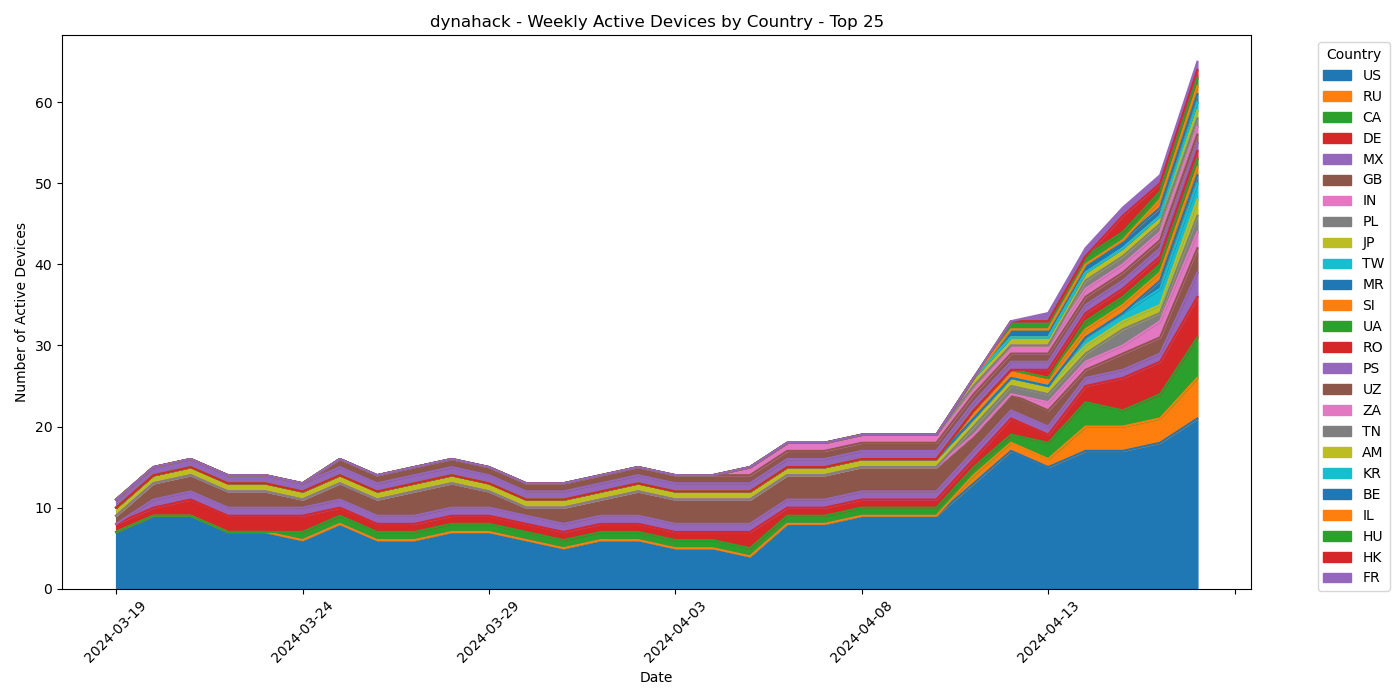 dynahack - Weekly Active Devices by Country - Top 25
Number of Active Devices
60
50
40
30
20
10
0
2024-03-19
2024-03-24
2024-03-29
2024-04-03
2024-04-08
2024-04-13
Date
Country
US
RU
CA
DE
MX
GB
IN
PL
JP
TW
MR
SI
UA
RO
PS
UZ
ZA
TN
AM
KR
BE
IL
HU
HK
FR